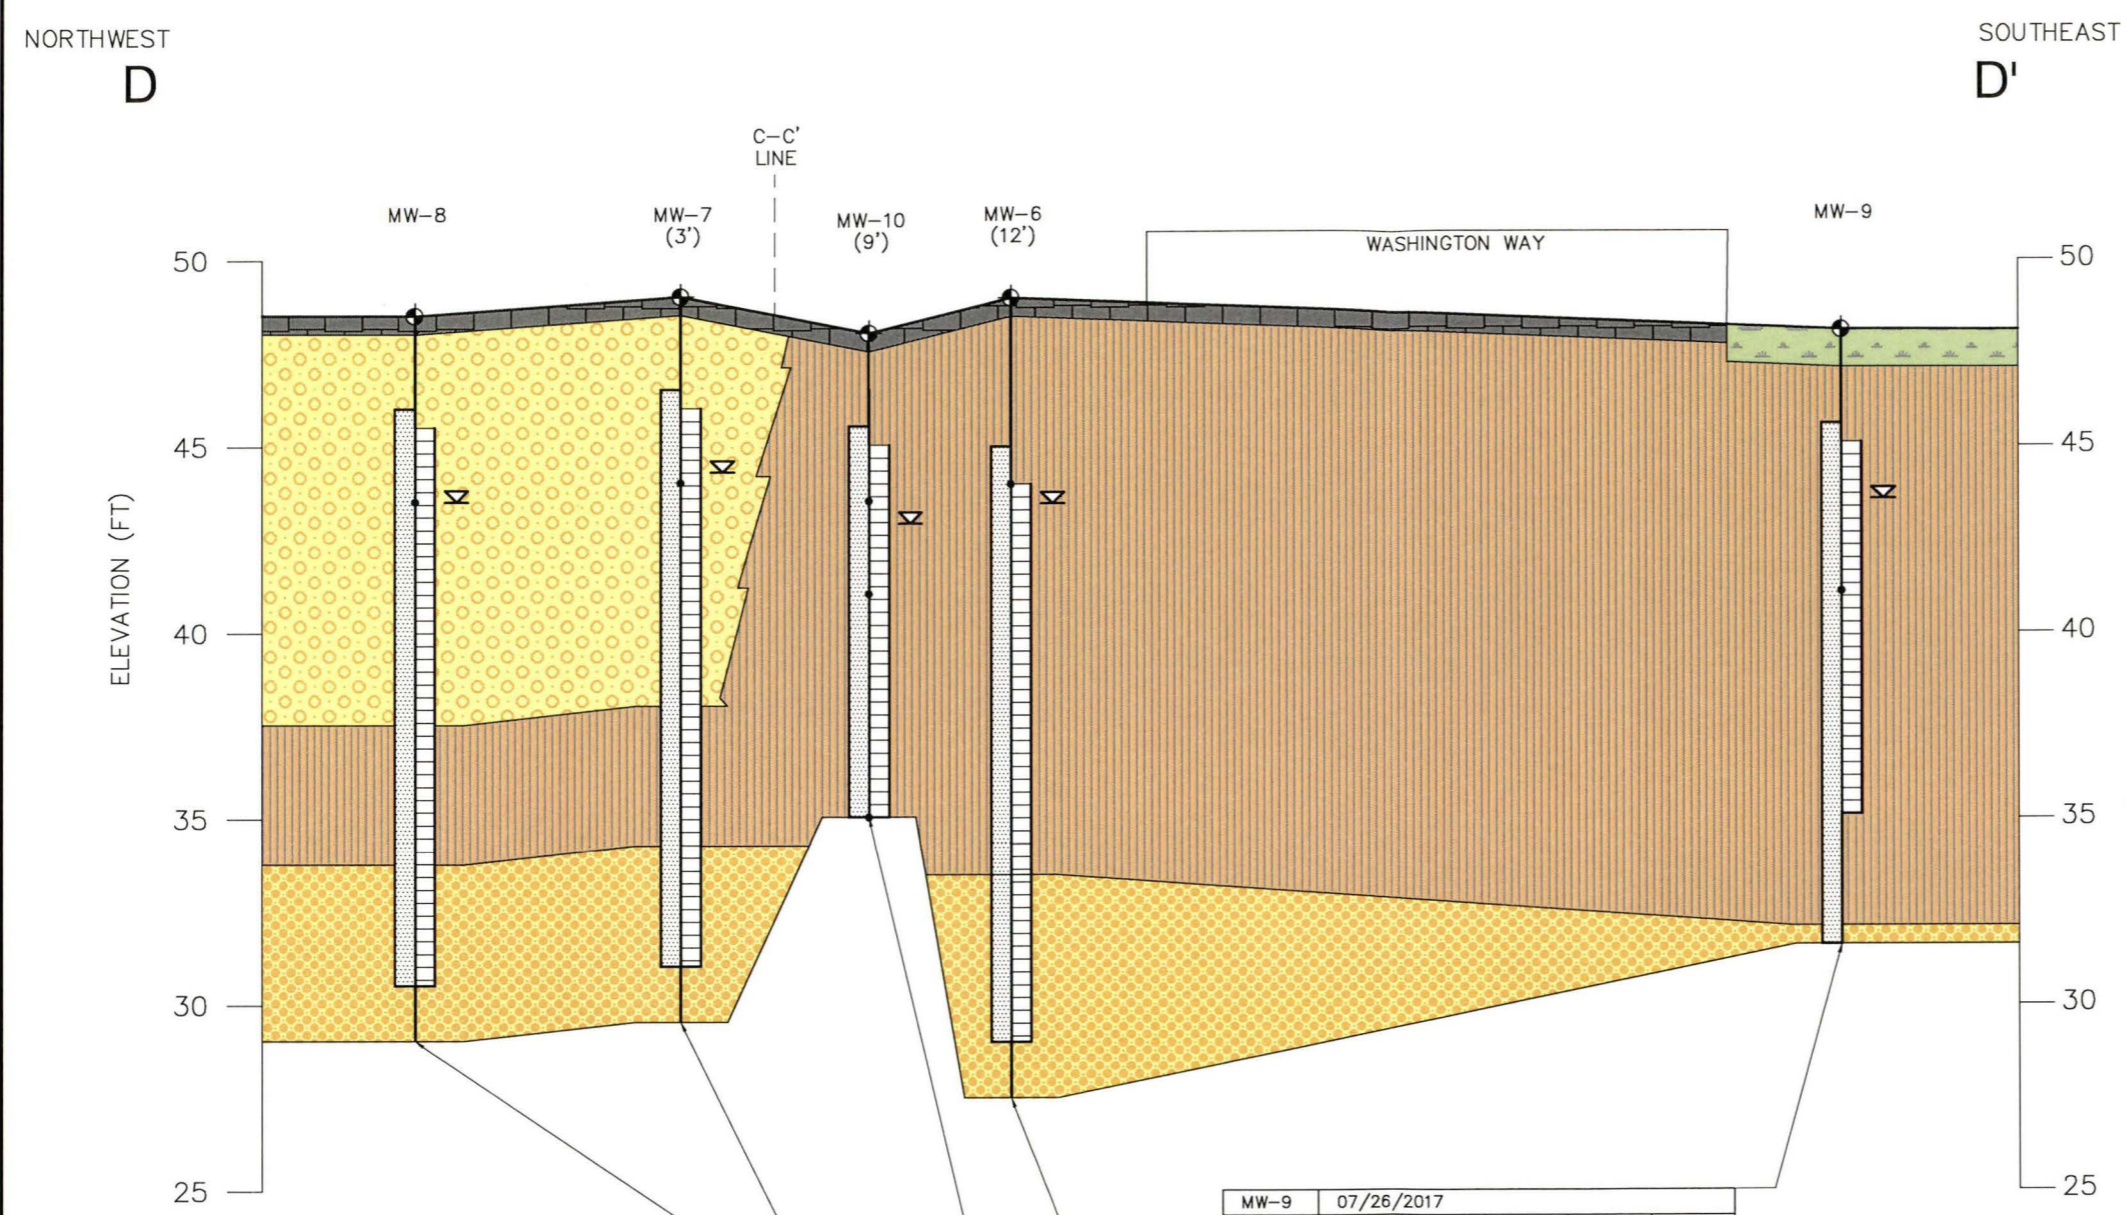 NORTHWEST
SOUTHEAST
D
D'
C-C'
LINE
MW-8
MW-7
(3')
MW-10
(9')
MW-6
(12')
MW-9
WASHINGTON WAY
50
45
40
35
30
25
ELEVATION (FT)
50
45
40
35
30
25
MW-9 07/26/2017